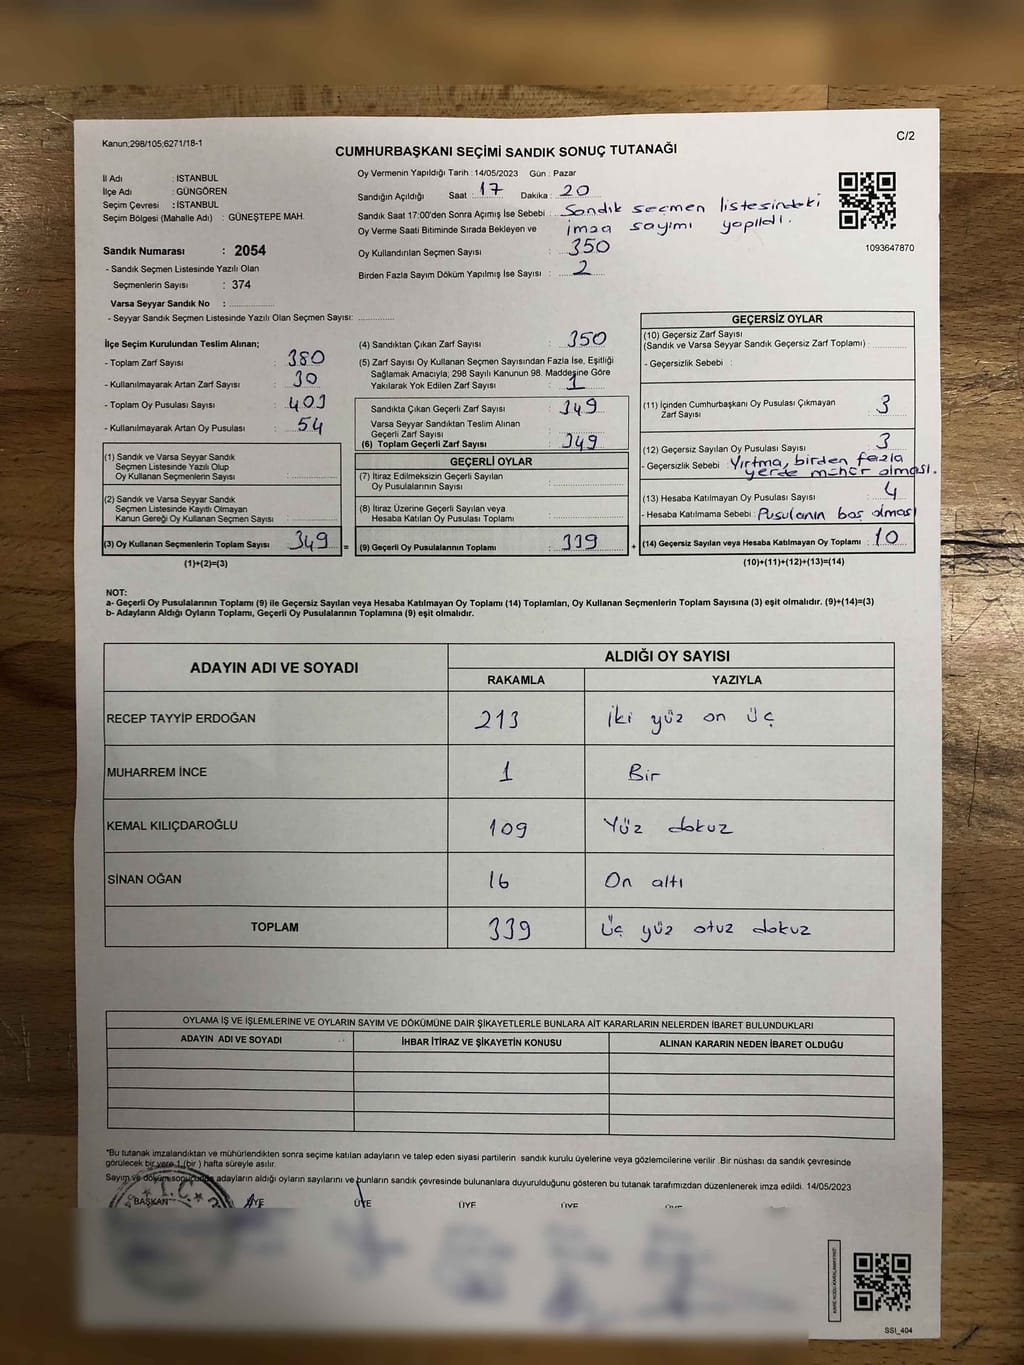 Kanun;298/105;6271/18-1
C/2
CUMHURBAŞKANI SEÇİMİ SANDIK SONUÇ TUTANAĞI
İl Adı : İSTANBUL
İlçe Adı : GÜNGÖREN
Seçim Çevresi : İSTANBUL
Seçim Bölgesi (Mahalle Adı) : GÜNEŞTEPE MAH.
Sandık Numarası : 2054
- Sandık Seçmen Listesinde Yazılı Olan
Seçmenlerin Sayısı : 374
Varsa Seyyar Sandık No :
- Seyyar Sandık Seçmen Listesinde Yazılı Olan Seçmen Sayısı:
Oy Vermenin Yapıldığı Tarih : 14/05/2023 Gün : Pazar
Sandığın Açıldığı Saat : 17 Dakika : 20
Sandık Saat 17:00'den Sonra Açımış İse Sebebi : Sandık seçmen listesindeki
imza sayımı yapıldı.
Oy Verme Saati Bitiminde Sırada Bekleyen ve
Oy Kullandırılan Seçmen Sayısı : 350
Birden Fazla Sayım Döküm Yapılmış İse Sayısı : 2
1093647870
İlçe Seçim Kurulundan Teslim Alınan;
- Toplam Zarf Sayısı : 380
- Kullanılmayarak Artan Zarf Sayısı : 30
- Toplam Oy Pusulası Sayısı : 403
- Kullanılmayarak Artan Oy Pusulası : 54
(1) Sandık ve Varsa Seyyar Sandık
Seçmen Listesinde Yazılı Olup
Oy Kullanan Seçmenlerin Sayısı :
(2) Sandık ve Varsa Seyyar Sandık
Seçmen Listesinde Kayıtlı Olmayan
Kanun Gereği Oy Kullanan Seçmen Sayısı :
(3) Oy Kullanan Seçmenlerin Toplam Sayısı : 349 =
(1)+(2)=(3)
(4) Sandıktan Çıkan Zarf Sayısı : 350
(5) Zarf Sayısı Oy Kullanan Seçmen Sayısından Fazla İse, Eşitliği
Sağlamak Amacıyla; 298 Sayılı Kanunun 98. Maddesine Göre
Yakılarak Yok Edilen Zarf Sayısı : 1
Sandıkta Çıkan Geçerli Zarf Sayısı : 349
Varsa Seyyar Sandıktan Teslim Alınan
Geçerli Zarf Sayısı :
(6) Toplam Geçerli Zarf Sayısı : 349
GEÇERLİ OYLAR
(7) İtiraz Edilmeksizin Geçerli Sayılan
Oy Pusulalarının Sayısı :
(8) İtiraz Üzerine Geçerli Sayılan veya
Hesaba Katılan Oy Pusulası Toplamı :
(9) Geçerli Oy Pusulalarının Toplamı : 339 +
GEÇERSİZ OYLAR
(10) Geçersiz Zarf Sayısı
(Sandık ve Varsa Seyyar Sandık Geçersiz Zarf Toplamı) :
- Geçersizlik Sebebi :
(11) İçinden Cumhurbaşkanı Oy Pusulası Çıkmayan
Zarf Sayısı : 3
(12) Geçersiz Sayılan Oy Pusulası Sayısı : 3
- Geçersizlik Sebebi : Yırtma, birden fazla
yerde mühür olması.
(13) Hesaba Katılmayan Oy Pusulası Sayısı : 4
- Hesaba Katılmama Sebebi : Pusulanın boş olması
(14) Geçersiz Sayılan veya Hesaba Katılmayan Oy Toplamı : 10
(10)+(11)+(12)+(13)=(14)
NOT:
a- Geçerli Oy Pusulalarının Toplamı (9) ile Geçersiz Sayılan veya Hesaba Katılmayan Oy Toplamı (14) Toplamları, Oy Kullanan Seçmenlerin Toplam Sayısına (3) eşit olmalıdır. (9)+(14)=(3)
b- Adayların Aldığı Oyların Toplamı, Geçerli Oy Pusulalarının Toplamına (9) eşit olmalıdır.
ADAYIN ADI VE SOYADI
ALDIĞI OY SAYISI
RAKAMLA YAZIYLA
RECEP TAYYİP ERDOĞAN 213 İki yüz on üç
MUHARREM İNCE 1 Bir
KEMAL KILIÇDAROĞLU 109 Yüz dokuz
SİNAN OĞAN 16 On altı
TOPLAM 339 Üç yüz otuz dokuz
OYLAMA İŞ VE İŞLEMLERİNE VE OYLARIN SAYIM VE DÖKÜMÜNE DAİR ŞİKAYETLERLE BUNLARA AİT KARARLARIN NELERDEN İBARET BULUNDUKLARI
ADAYIN ADI VE SOYADI İHBAR İTİRAZ VE ŞİKAYETİN KONUSU ALINAN KARARIN NEDEN İBARET OLDUĞU
*Bu tutanak imzalandıktan ve mühürlendikten sonra seçime katılan adayların ve talep eden siyasi partilerin sandık kurulu üyelerine veya gözlemcilerine verilir .Bir nüshası da sandık çevresinde
görülecek bir yere 1 (bir ) hafta süreyle asılır.
Sayım ve döküm sonucunda adayların aldığı oyların sayılarını ve bunların sandık çevresinde bulunanlara duyurulduğunu gösteren bu tutanak tarafımızdan düzenlenerek imza edildi. 14/05/2023
T.C.
BAŞKAN ÜYE ÜYE ÜYE ÜYE ÜYE
SSI_404